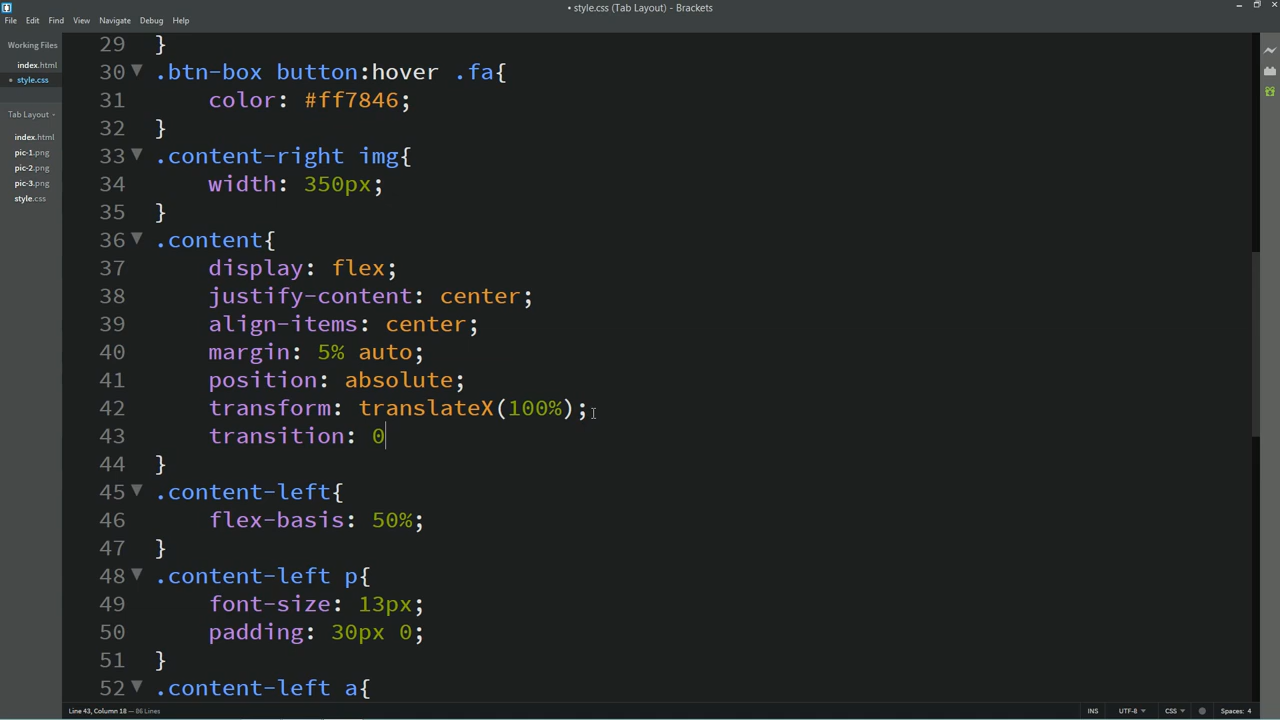 • style.css (Tab Layout) - Brackets
File Edit Find View Navigate Debug Help
Working Files
index.html
• style.css
Tab Layout
index.html
pic-1.png
pic-2.png
pic-3.png
style.css
29 }
30 .btn-box button:hover .fa{
31 color: #ff7846;
32 }
33 .content-right img{
34 width: 350px;
35 }
36 .content{
37 display: flex;
38 justify-content: center;
39 align-items: center;
40 margin: 5% auto;
41 position: absolute;
42 transform: translateX(100%);
43 transition: 0
44 }
45 .content-left{
46 flex-basis: 50%;
47 }
48 .content-left p{
49 font-size: 13px;
50 padding: 30px 0;
51 }
52 .content-left a{
Line 43, Column 18 — 86 Lines
INS UTF-8 CSS Spaces: 4